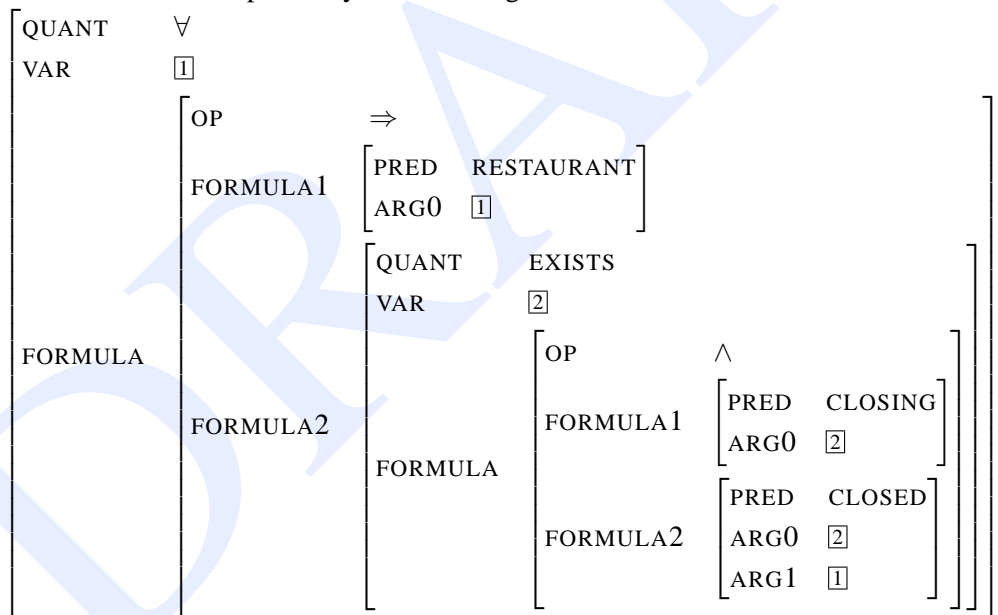 QUANT ∀
VAR 1
OP ⇒
PRED RESTAURANT
FORMULA1
ARG0 1
QUANT EXISTS
VAR 2
OP ∧
FORMULA
PRED CLOSING
FORMULA1
ARG0 2
FORMULA2
FORMULA
PRED CLOSED
FORMULA2 ARG0 2
ARG1 1
DRA